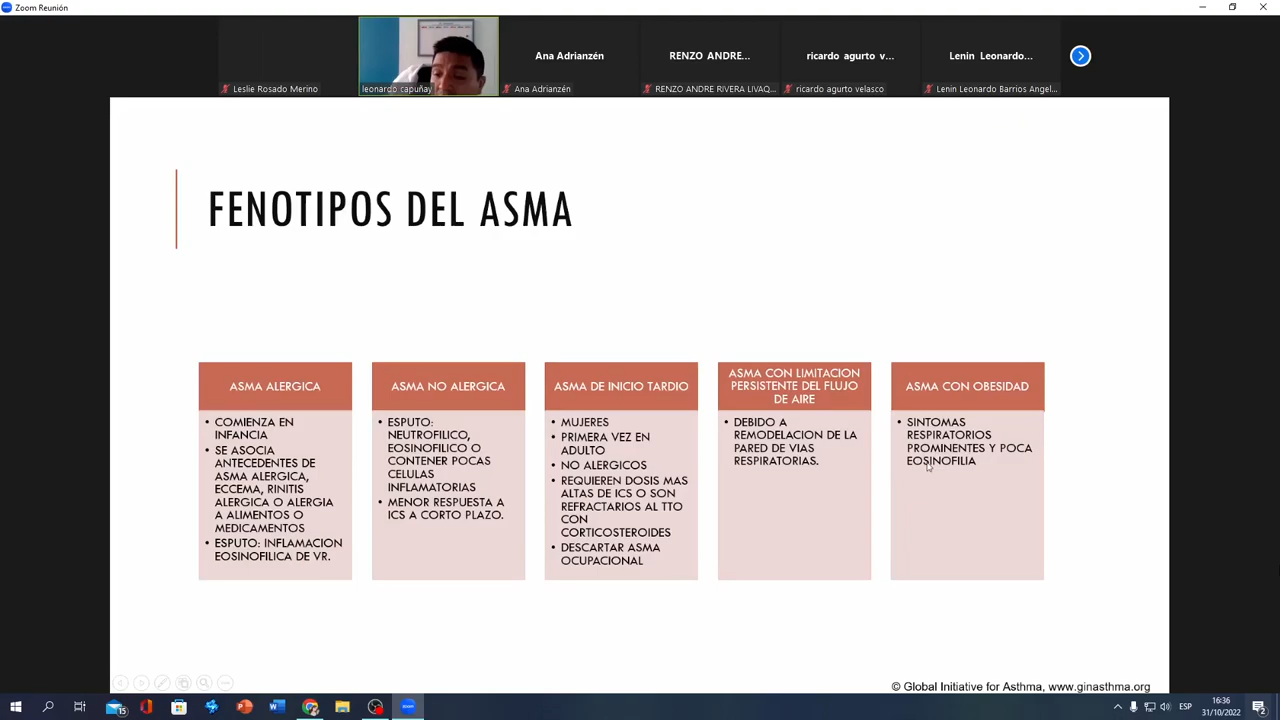 Zoom Reunión
Ana Adrianzén
RENZO ANDRE...
ricardo agurto v...
Lenin Leonardo...
Leslie Rosado Merino
leonardo capuñay
Ana Adrianzén
RENZO ANDRE RIVERA LIVAQ...
ricardo agurto velasco
Lenin Leonardo Barrios Angel...
FENOTIPOS DEL ASMA
ASMA ALERGICA
• COMIENZA EN
INFANCIA
• SE ASOCIA
ANTECEDENTES DE
ASMA ALERGICA,
ECCEMA, RINITIS
ALERGICA O ALERGIA
A ALIMENTOS O
MEDICAMENTOS
• ESPUTO: INFLAMACION
EOSINOFILICA DE VR.
ASMA NO ALERGICA
• ESPUTO:
NEUTROFILICO,
EOSINOFILICO O
CONTENER POCAS
CELULAS
INFLAMATORIAS
• MENOR RESPUESTA A
ICS A CORTO PLAZO.
ASMA DE INICIO TARDIO
• MUJERES
• PRIMERA VEZ EN
ADULTO
• NO ALERGICOS
• REQUIEREN DOSIS MAS
ALTAS DE ICS O SON
REFRACTARIOS AL TTO
CON
CORTICOSTEROIDES
• DESCARTAR ASMA
OCUPACIONAL
ASMA CON LIMITACION
PERSISTENTE DEL FLUJO
DE AIRE
• DEBIDO A
REMODELACION DE LA
PARED DE VIAS
RESPIRATORIAS.
ASMA CON OBESIDAD
• SINTOMAS
RESPIRATORIOS
PROMINENTES Y POCA
EOSINOFILIA
© Global Initiative for Asthma, www.ginasthma.org
15
ESP
16:36
31/10/2022
2